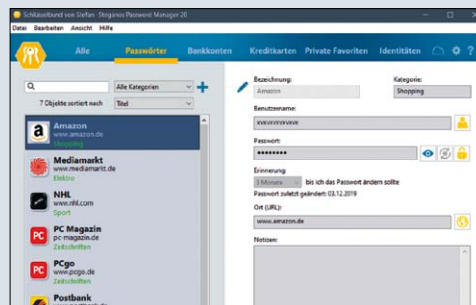 Schlüsselbund von Stefan - Steganos Password Manager 20
Datei Bearbeiten Ansicht Hilfe
Alle Passwörter Bankkonten Kreditkarten Private Favoriten Identitäten
Alle Kategorien
7 Objekte sortiert nach Titel
Amazon
www.amazon.de
Shopping
Mediamarkt
www.mediamarkt.de
Elektro
NHL
www.nhl.com
Sport
PC Magazin
pc-magazin.de
Zeitschriften
PCgo
www.pcgo.de
Zeitschriften
Postbank
Bezeichnung: Kategorie:
Amazon Shopping
Benutzername:
Passwort:
••••••••
Erinnerung:
3 Monate bis ich das Passwort ändern sollte
Passwort zuletzt geändert: 03.12.2019
Ort (URL):
www.amazon.de
Notizen: